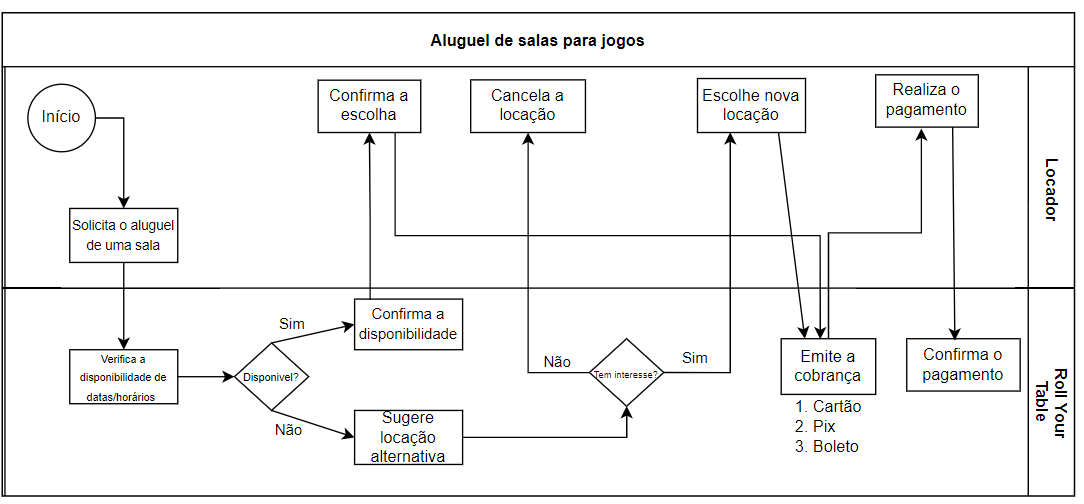 Aluguel de salas para jogos
Início
Confirma a
escolha
Cancela a
locação
Escolhe nova
locação
Realiza o
pagamento
Solicita o aluguel
de uma sala
Locador
Verifica a
disponibilidade de
datas/horários
Disponivel?
Sim
Não
Confirma a
disponibilidade
Sugere
locação
alternativa
Não
Tem interesse?
Sim
Emite a
cobrança
1. Cartão
2. Pix
3. Boleto
Confirma o
pagamento
Roll Your
Table